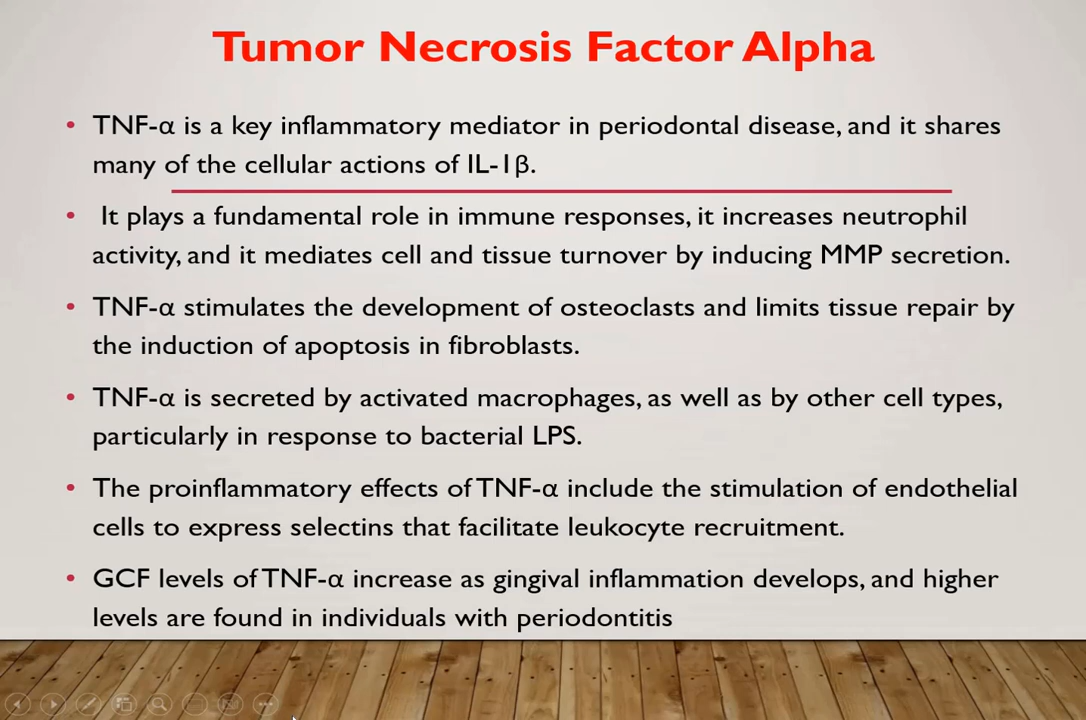 Tumor Necrosis Factor Alpha
• TNF-α is a key inflammatory mediator in periodontal disease, and it shares
many of the cellular actions of IL-1β.
• It plays a fundamental role in immune responses, it increases neutrophil
activity, and it mediates cell and tissue turnover by inducing MMP secretion.
• TNF-α stimulates the development of osteoclasts and limits tissue repair by
the induction of apoptosis in fibroblasts.
• TNF-α is secreted by activated macrophages, as well as by other cell types,
particularly in response to bacterial LPS.
• The proinflammatory effects of TNF-α include the stimulation of endothelial
cells to express selectins that facilitate leukocyte recruitment.
• GCF levels of TNF-α increase as gingival inflammation develops, and higher
levels are found in individuals with periodontitis